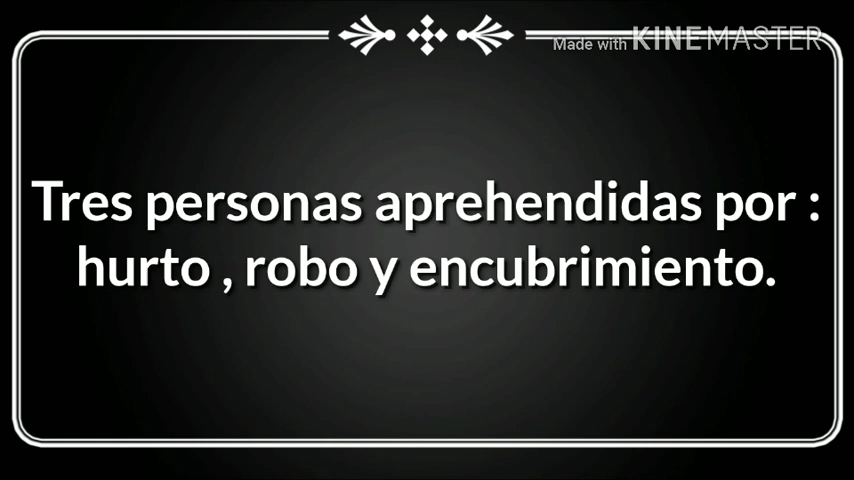 Made with KINEMASTER
Tres personas aprehendidas por :
hurto , robo y encubrimiento.